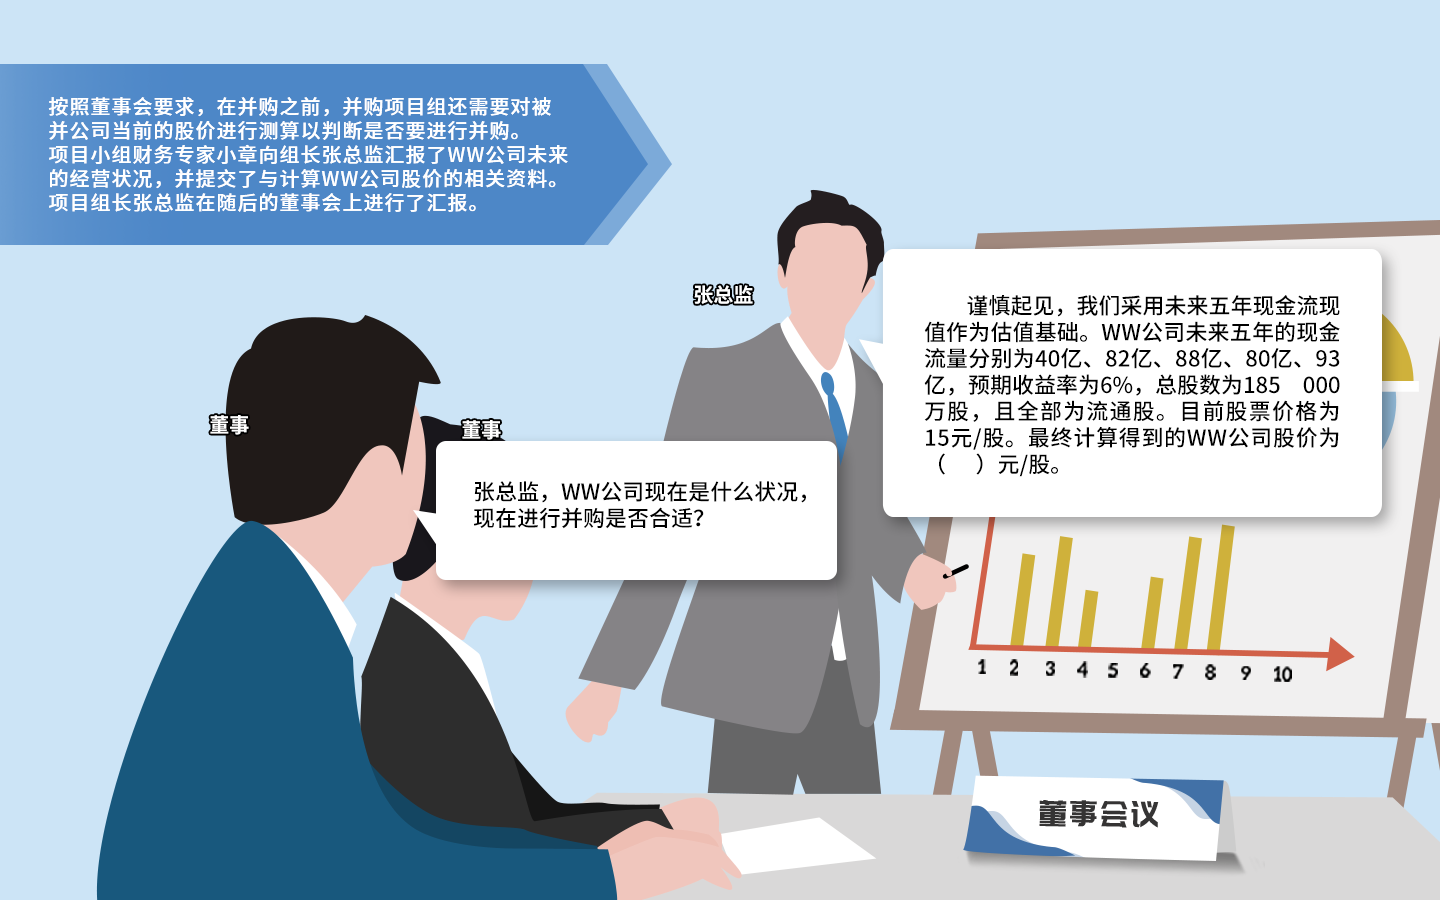 按照董事会要求，在并购之前，并购项目组还需要对被
并公司当前的股价进行测算以判断是否要进行并购。
项目小组财务专家小章向组长张总监汇报了WW公司未来
的经营状况，并提交了与计算WW公司股价的相关资料。
项目组长张总监在随后的董事会上进行了汇报。
张总监
谨慎起见，我们采用未来五年现金流现
值作为估值基础。WW公司未来五年的现金
流量分别为40亿、82亿、88亿、80亿、93
亿，预期收益率为6%，总股数为185 000
万股，且全部为流通股。目前股票价格为
15元/股。最终计算得到的WW公司股价为
（ ）元/股。
董事
董事
张总监，WW公司现在是什么状况，
现在进行并购是否合适？
1 2 3 4 5 6 7 8 9 10
董事会议